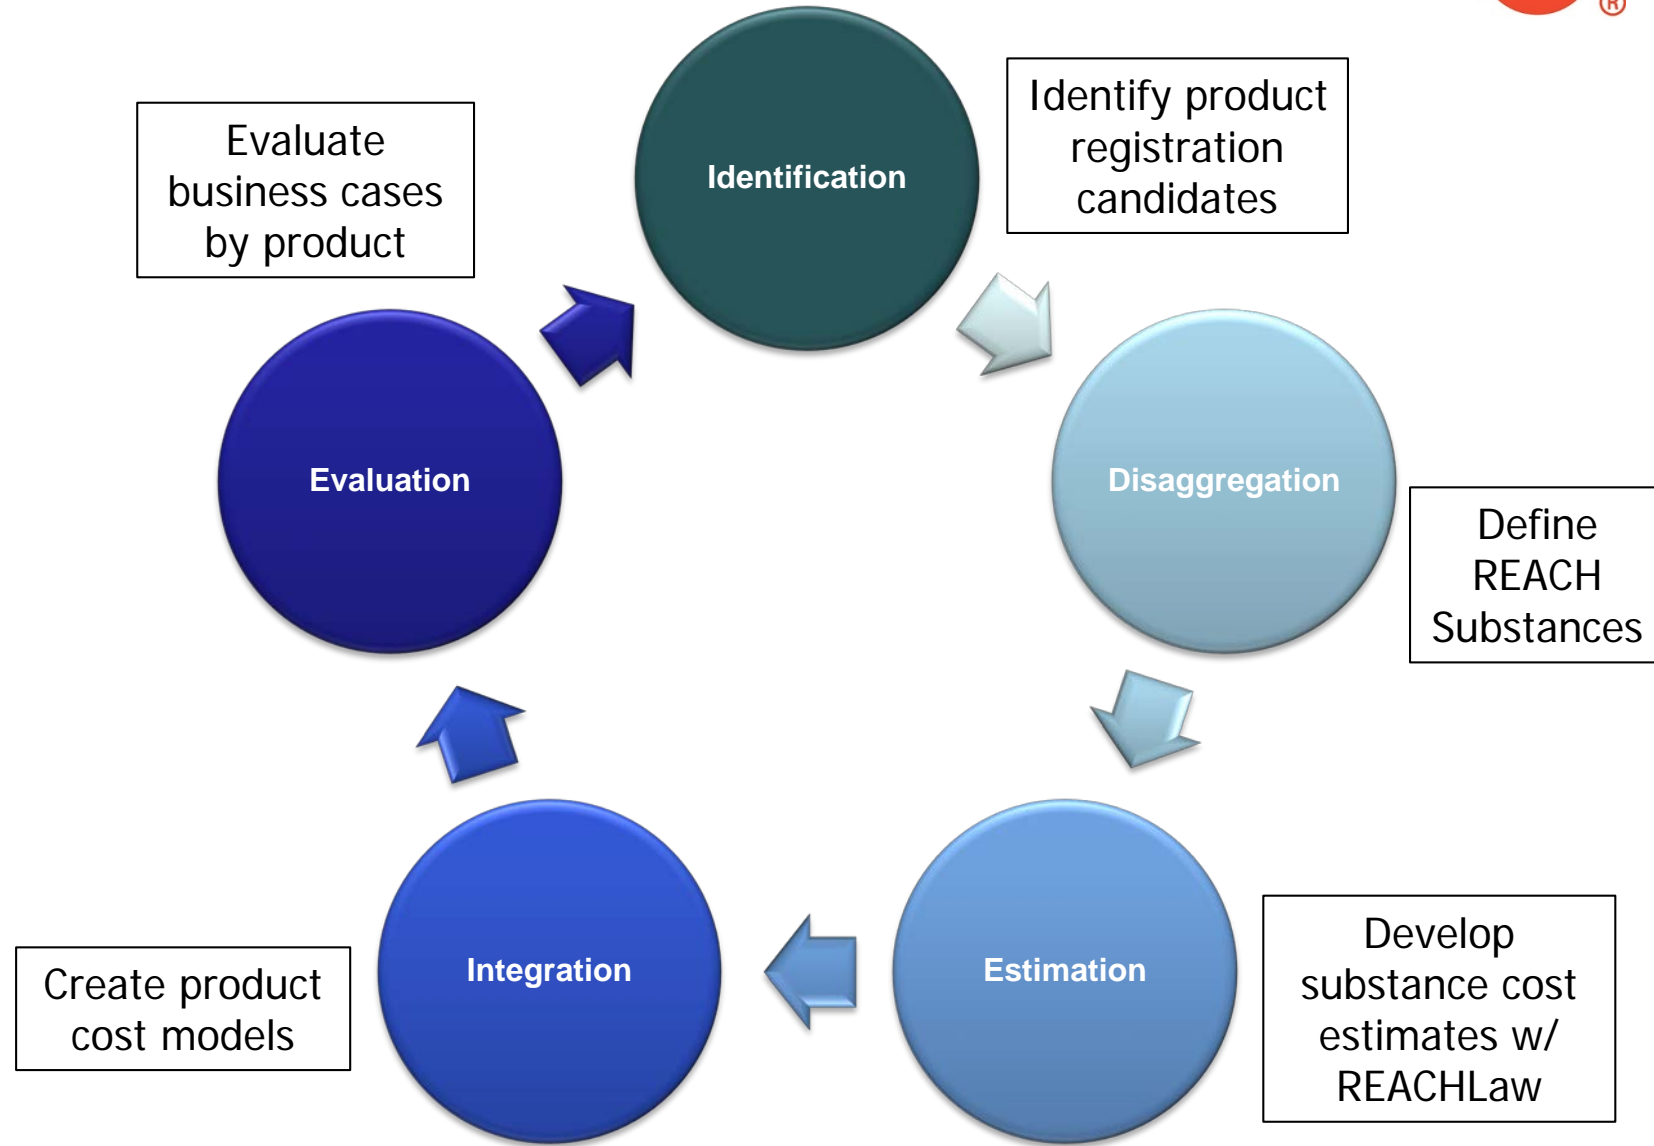 ®
Identification
Identify product
registration
candidates
Disaggregation
Define
REACH
Substances
Estimation
Develop
substance cost
estimates w/
REACHLaw
Integration
Create product
cost models
Evaluation
Evaluate
business cases
by product